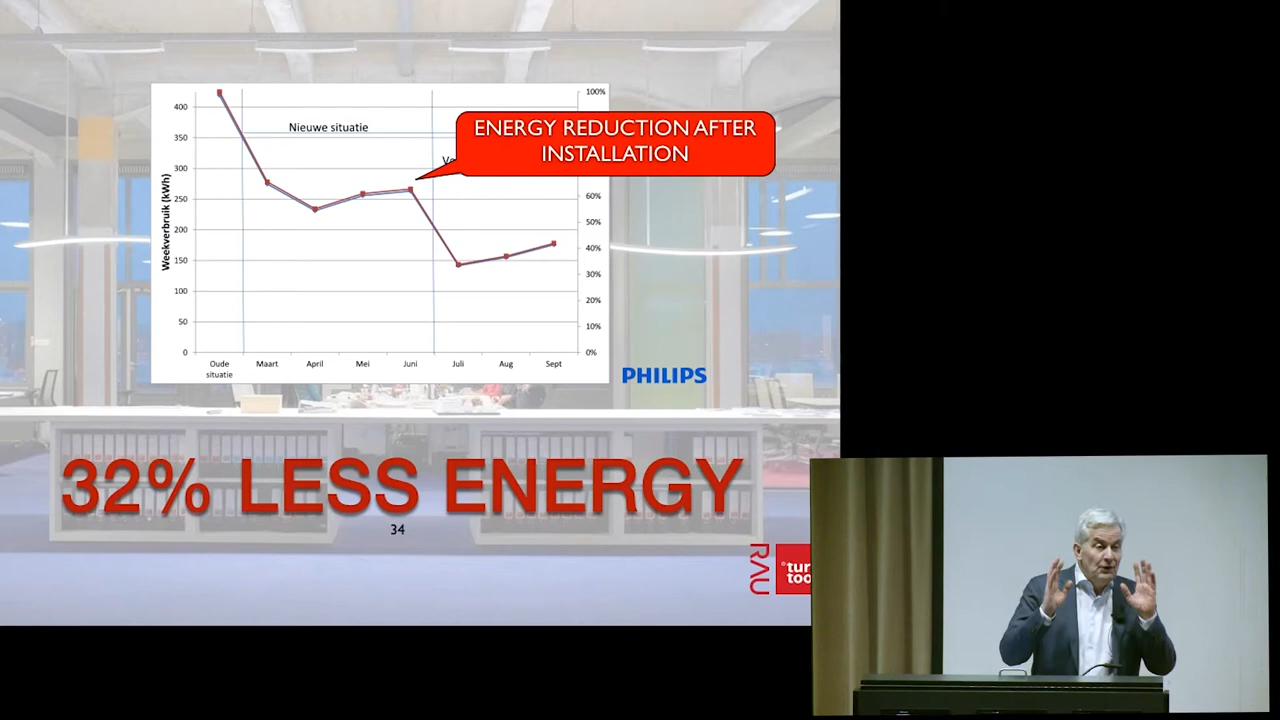 400
350
300
250
200
150
100
50
0
Weekverbruik (kWh)
Nieuwe situatie
ENERGY REDUCTION AFTER
INSTALLATION
100%
60%
50%
40%
30%
20%
10%
0%
Oude
situatie
Maart
April
Mei
Juni
Juli
Aug
Sept
PHILIPS
32% LESS ENERGY
34
RAU